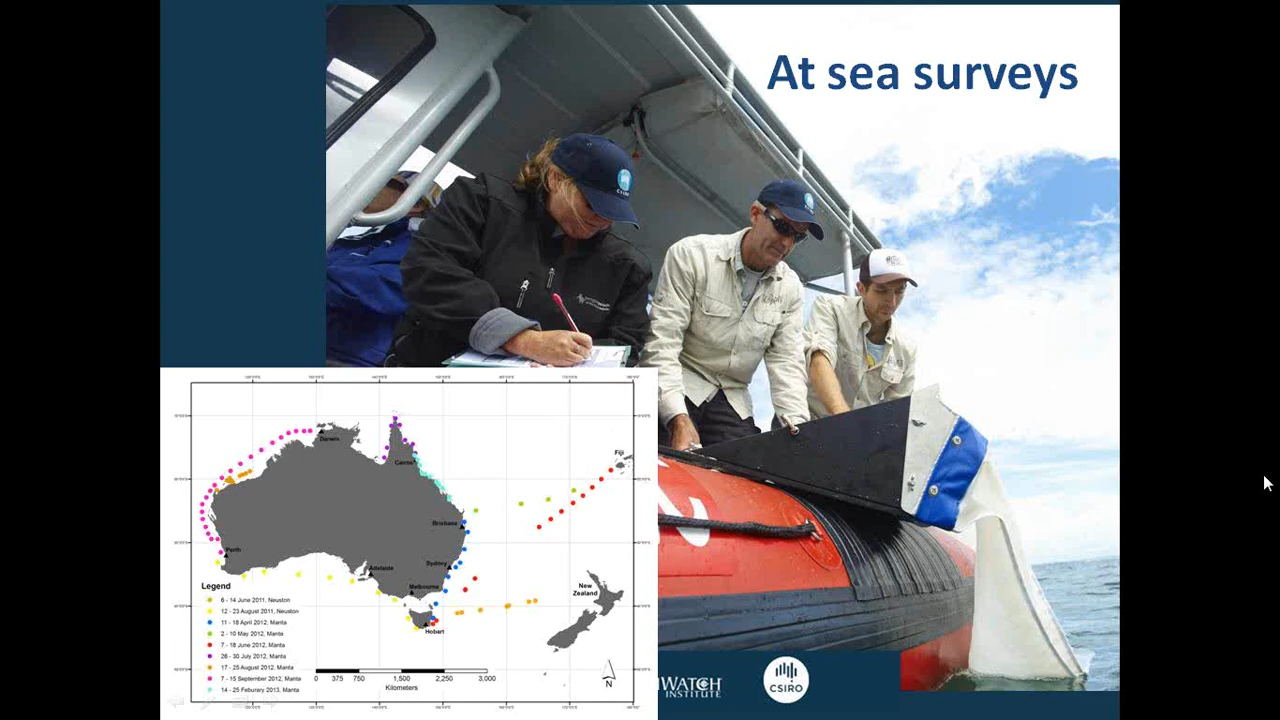 At sea surveys
CSIRO
Darwin
Cairns
Fiji
Brisbane
Perth
Adelaide
Sydney
Melbourne
New
Zealand
Hobart
Legend
6 - 14 June 2011, Neuston
12 - 23 August 2011, Neuston
11 - 18 April 2012, Manta
2 - 10 May 2012, Manta
7 - 18 June 2012, Manta
26 - 30 July 2012, Manta
17 - 25 August 2012, Manta
7 - 15 September 2012, Manta
14 - 25 Feburary 2013, Manta
0 375 750 1,500 2,250 3,000
Kilometers
N
WATCH
INSTITUTE
CSIRO